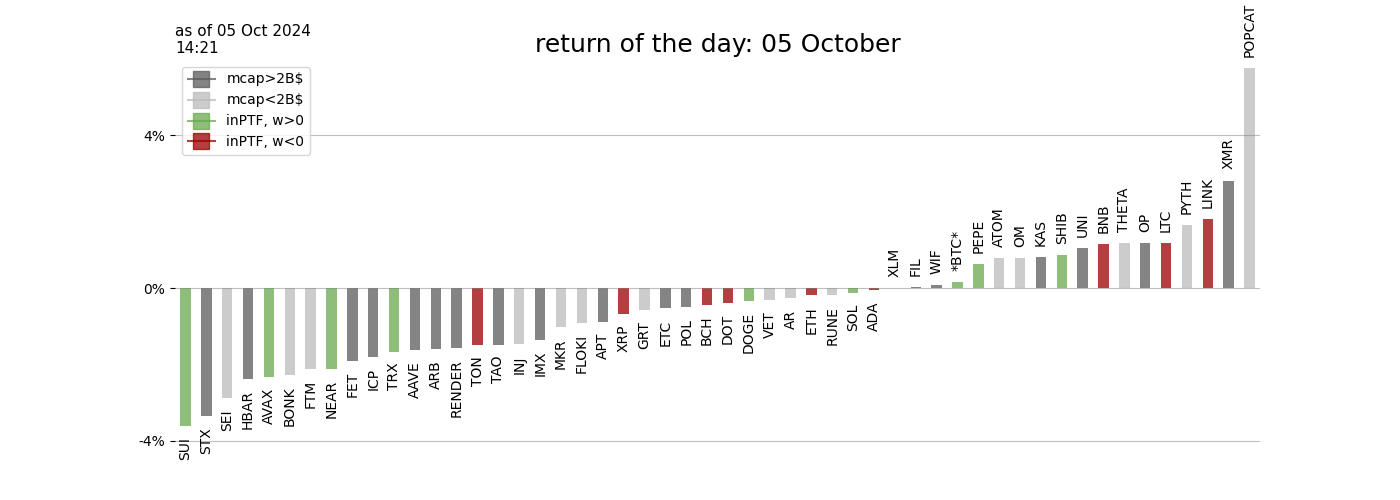 as of 05 Oct 2024
14:21
return of the day: 05 October
mcap>2B$
mcap<2B$
inPTF, w>0
inPTF, w<0
4%
0%
-4%
SUI
STX
SEI
HBAR
AVAX
BONK
FTM
NEAR
FET
ICP
TRX
AAVE
ARB
RENDER
TON
TAO
INJ
IMX
MKR
FLOKI
APT
XRP
GRT
ETC
POL
BCH
DOT
DOGE
VET
AR
ETH
RUNE
SOL
ADA
XLM
FIL
WIF
*BTC*
PEPE
ATOM
OM
KAS
SHIB
UNI
BNB
THETA
OP
LTC
PYTH
LINK
XMR
POPCAT